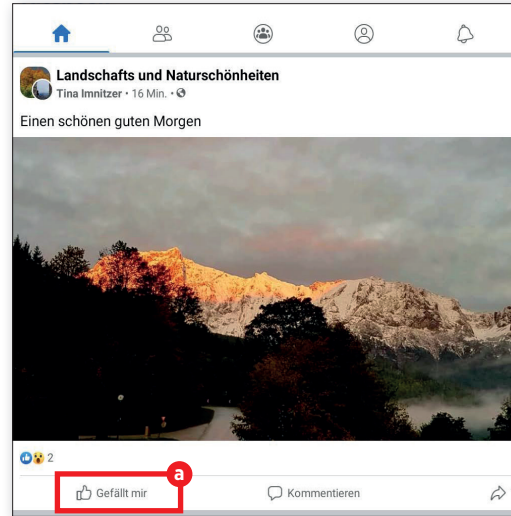 Landschafts und Naturschönheiten
Tina Imnitzer • 16 Min. •
Einen schönen guten Morgen
2
a
Gefällt mir
Kommentieren